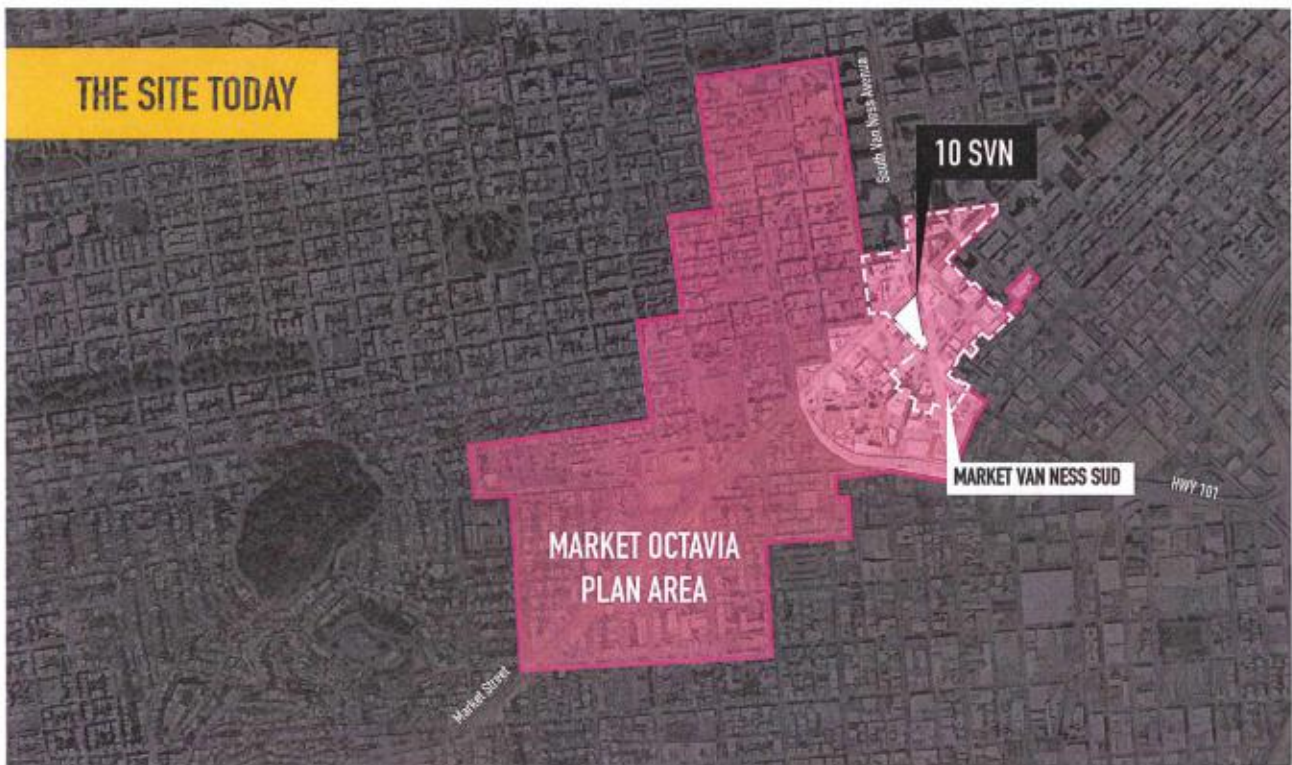 THE SITE TODAY
South Van Ness Avenue
10 SVN
MARKET VAN NESS SUD
HWY 101
MARKET OCTAVIA
PLAN AREA
Market Street